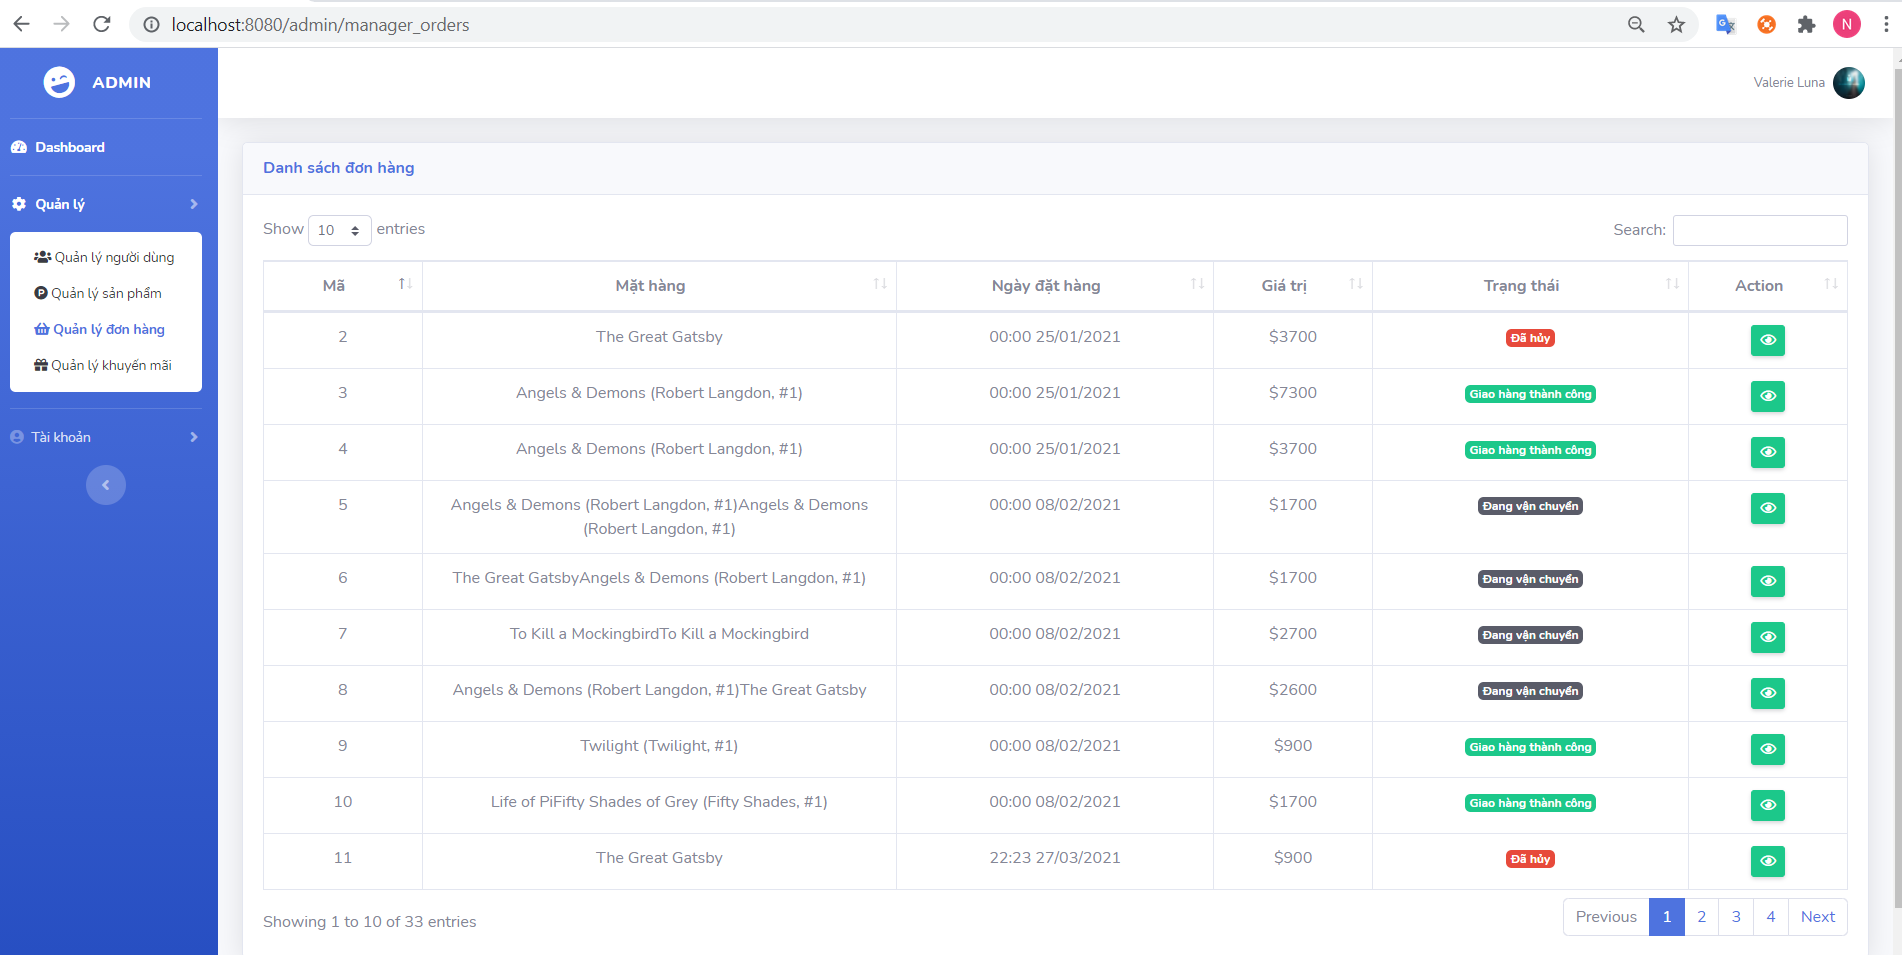 localhost:8080/admin/manager_orders
N
ADMIN
Valerie Luna
Dashboard
Quản lý
Quản lý người dùng
Quản lý sản phẩm
Quản lý đơn hàng
Quản lý khuyến mãi
Tài khoản
Danh sách đơn hàng
Show 10 entries
Search:
Mã Mặt hàng Ngày đặt hàng Giá trị Trạng thái Action
2 The Great Gatsby 00:00 25/01/2021 $3700 Đã hủy
3 Angels & Demons (Robert Langdon, #1) 00:00 25/01/2021 $7300 Giao hàng thành công
4 Angels & Demons (Robert Langdon, #1) 00:00 25/01/2021 $3700 Giao hàng thành công
5 Angels & Demons (Robert Langdon, #1)Angels & Demons 00:00 08/02/2021 $1700 Đang vận chuyển
(Robert Langdon, #1)
6 The Great GatsbyAngels & Demons (Robert Langdon, #1) 00:00 08/02/2021 $1700 Đang vận chuyển
7 To Kill a MockingbirdTo Kill a Mockingbird 00:00 08/02/2021 $2700 Đang vận chuyển
8 Angels & Demons (Robert Langdon, #1)The Great Gatsby 00:00 08/02/2021 $2600 Đang vận chuyển
9 Twilight (Twilight, #1) 00:00 08/02/2021 $900 Giao hàng thành công
10 Life of PiFifty Shades of Grey (Fifty Shades, #1) 00:00 08/02/2021 $1700 Giao hàng thành công
11 The Great Gatsby 22:23 27/03/2021 $900 Đã hủy
Showing 1 to 10 of 33 entries
Previous 1 2 3 4 Next